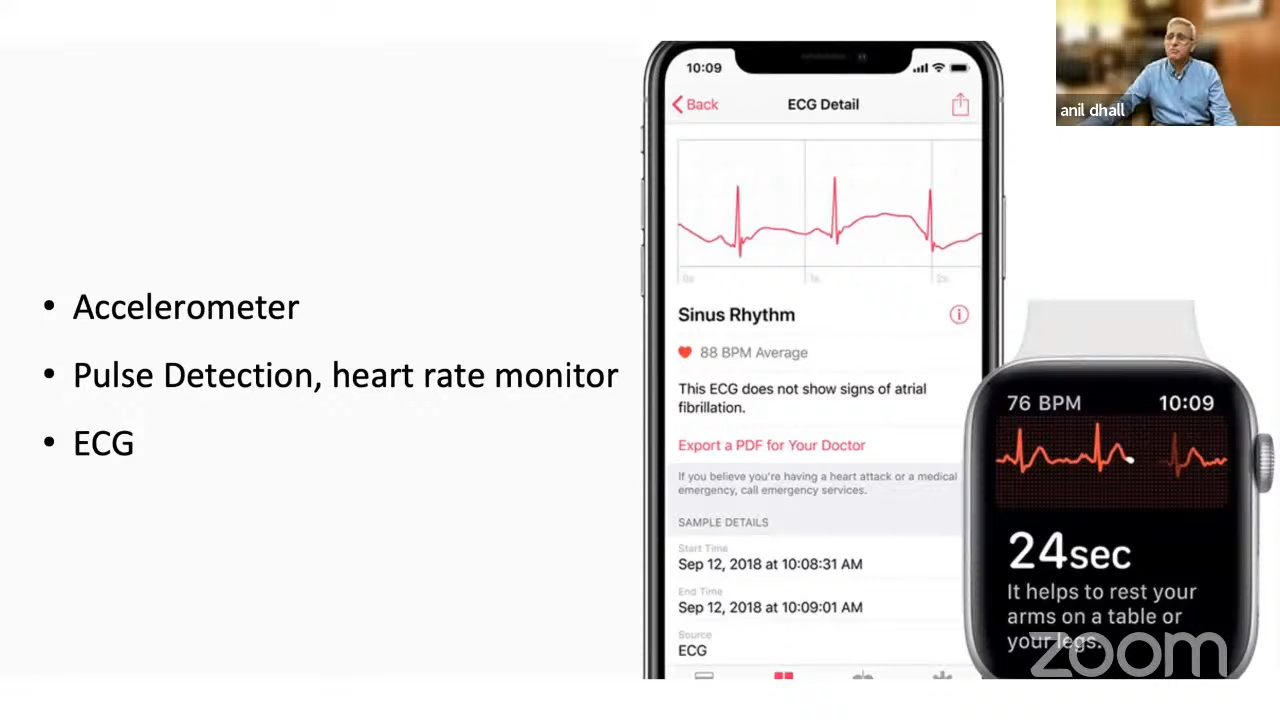 • Accelerometer
• Pulse Detection, heart rate monitor
• ECG
10:09
Back
ECG Detail
0s
1s
2s
Sinus Rhythm
88 BPM Average
This ECG does not show signs of atrial
fibrillation.
Export a PDF for Your Doctor
If you believe you're having a heart attack or a medical
emergency, call emergency services.
SAMPLE DETAILS
Start Time
Sep 12, 2018 at 10:08:31 AM
End Time
Sep 12, 2018 at 10:09:01 AM
Source
ECG
76 BPM
10:09
24sec
It helps to rest your
arms on a table or
your legs.
anil dhall
zoom